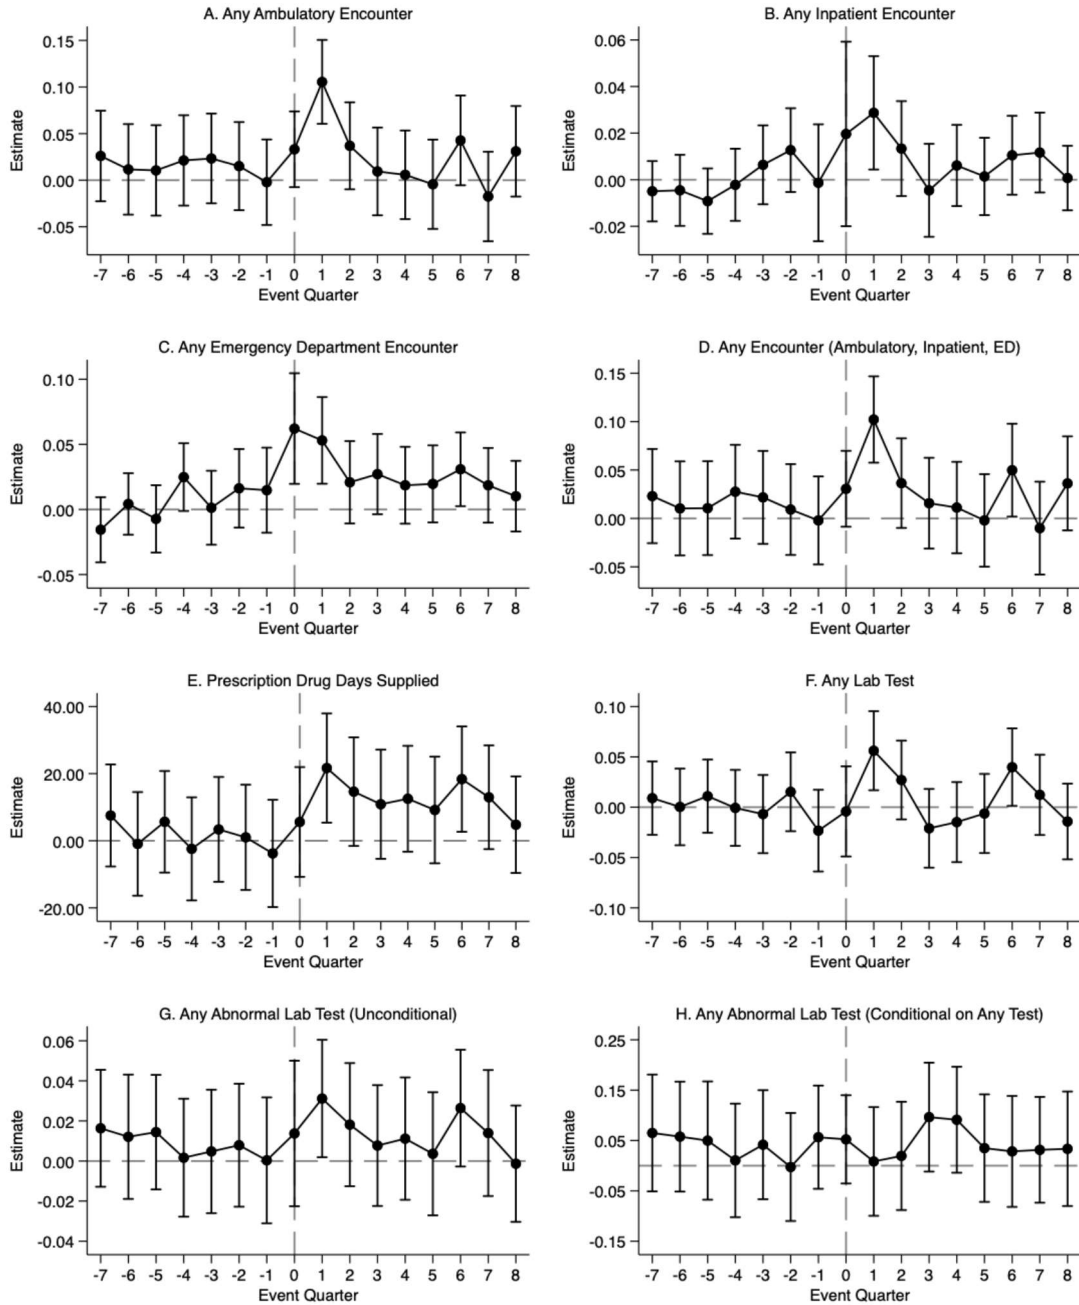 A. Any Ambulatory Encounter
Estimate
0.15
0.10
0.05
0.00
-0.05
-7 -6 -5 -4 -3 -2 -1 0 1 2 3 4 5 6 7 8
Event Quarter
B. Any Inpatient Encounter
Estimate
0.06
0.04
0.02
0.00
-0.02
-7 -6 -5 -4 -3 -2 -1 0 1 2 3 4 5 6 7 8
Event Quarter
C. Any Emergency Department Encounter
Estimate
0.10
0.05
0.00
-0.05
-7 -6 -5 -4 -3 -2 -1 0 1 2 3 4 5 6 7 8
Event Quarter
D. Any Encounter (Ambulatory, Inpatient, ED)
Estimate
0.15
0.10
0.05
0.00
-0.05
-7 -6 -5 -4 -3 -2 -1 0 1 2 3 4 5 6 7 8
Event Quarter
E. Prescription Drug Days Supplied
Estimate
40.00
20.00
0.00
-20.00
-7 -6 -5 -4 -3 -2 -1 0 1 2 3 4 5 6 7 8
Event Quarter
F. Any Lab Test
Estimate
0.10
0.05
0.00
-0.05
-0.10
-7 -6 -5 -4 -3 -2 -1 0 1 2 3 4 5 6 7 8
Event Quarter
G. Any Abnormal Lab Test (Unconditional)
Estimate
0.06
0.04
0.02
0.00
-0.02
-0.04
-7 -6 -5 -4 -3 -2 -1 0 1 2 3 4 5 6 7 8
Event Quarter
H. Any Abnormal Lab Test (Conditional on Any Test)
Estimate
0.25
0.15
0.05
-0.05
-0.15
-7 -6 -5 -4 -3 -2 -1 0 1 2 3 4 5 6 7 8
Event Quarter